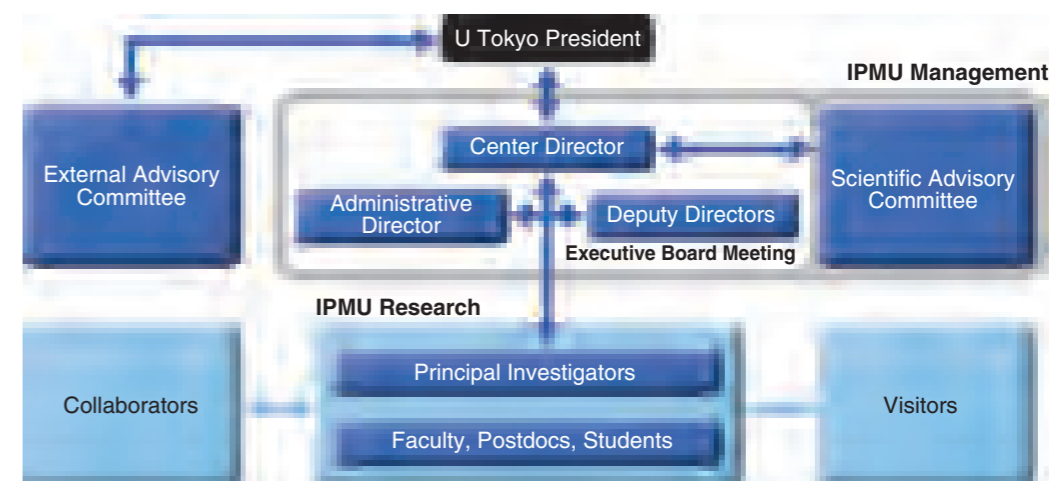 U Tokyo President
IPMU Management
External Advisory
Committee
Center Director
Scientific Advisory
Committee
Administrative
Director
Deputy Directors
Executive Board Meeting
IPMU Research
Principal Investigators
Collaborators
Visitors
Faculty, Postdocs, Students